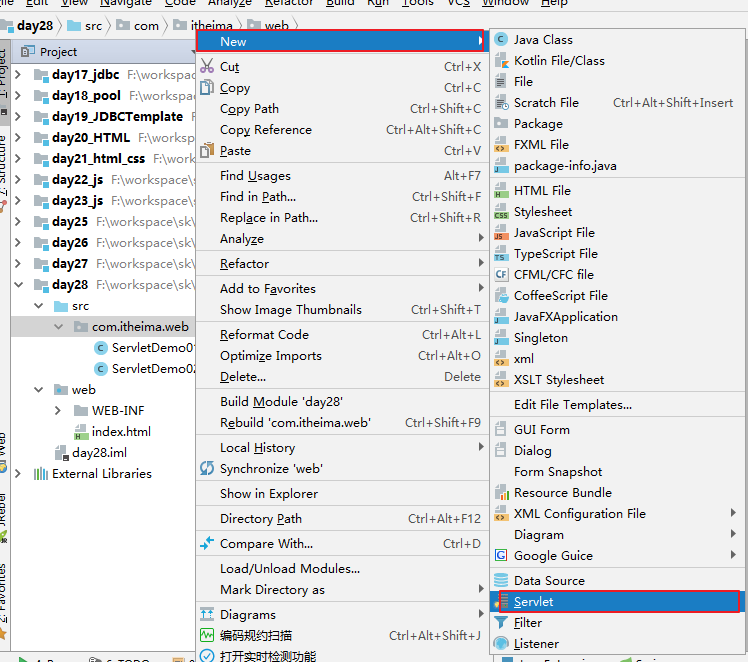 File Edit View Navigate Code Analyze Refactor Build Run Tools VCS Window Help
day28 src com itheima web
1: Project
Z: Structure
Web
JRebel
2: Favorites
Project
day17_jdbc F:\workspac
day18_pool F:\workspac
day19_JDBCTemplate
day20_HTML F:\workspa
day21_html_css F:\works
day22_js F:\workspace\s
day23_js F:\workspace\s
day25 F:\workspace\sk\
day26 F:\workspace\sk\
day27 F:\workspace\sk\
day28 F:\workspace\sk\
src
com.itheima.web
ServletDemo01
ServletDemo02
web
WEB-INF
index.html
day28.iml
External Libraries
New
Cut Ctrl+X
Copy Ctrl+C
Copy Path Ctrl+Shift+C
Copy Reference Ctrl+Alt+Shift+C
Paste Ctrl+V
Find Usages Alt+F7
Find in Path... Ctrl+Shift+F
Replace in Path... Ctrl+Shift+R
Analyze
Refactor
Add to Favorites
Show Image Thumbnails Ctrl+Shift+T
Reformat Code Ctrl+Alt+L
Optimize Imports Ctrl+Alt+O
Delete... Delete
Build Module 'day28'
Rebuild 'com.itheima.web' Ctrl+Shift+F9
Local History
Synchronize 'web'
Show in Explorer
Directory Path Ctrl+Alt+F12
Compare With... Ctrl+D
Load/Unload Modules...
Mark Directory as
Diagrams
编码规约扫描 Ctrl+Alt+Shift+J
打开实时检测功能
Java Class
Kotlin File/Class
File
Scratch File Ctrl+Alt+Shift+Insert
Package
FXML File
package-info.java
HTML File
Stylesheet
JavaScript File
TypeScript File
CFML/CFC file
CoffeeScript File
JavaFXApplication
Singleton
xml
XSLT Stylesheet
Edit File Templates...
GUI Form
Dialog
Form Snapshot
Resource Bundle
XML Configuration File
Diagram
Google Guice
Data Source
Servlet
Filter
Listener